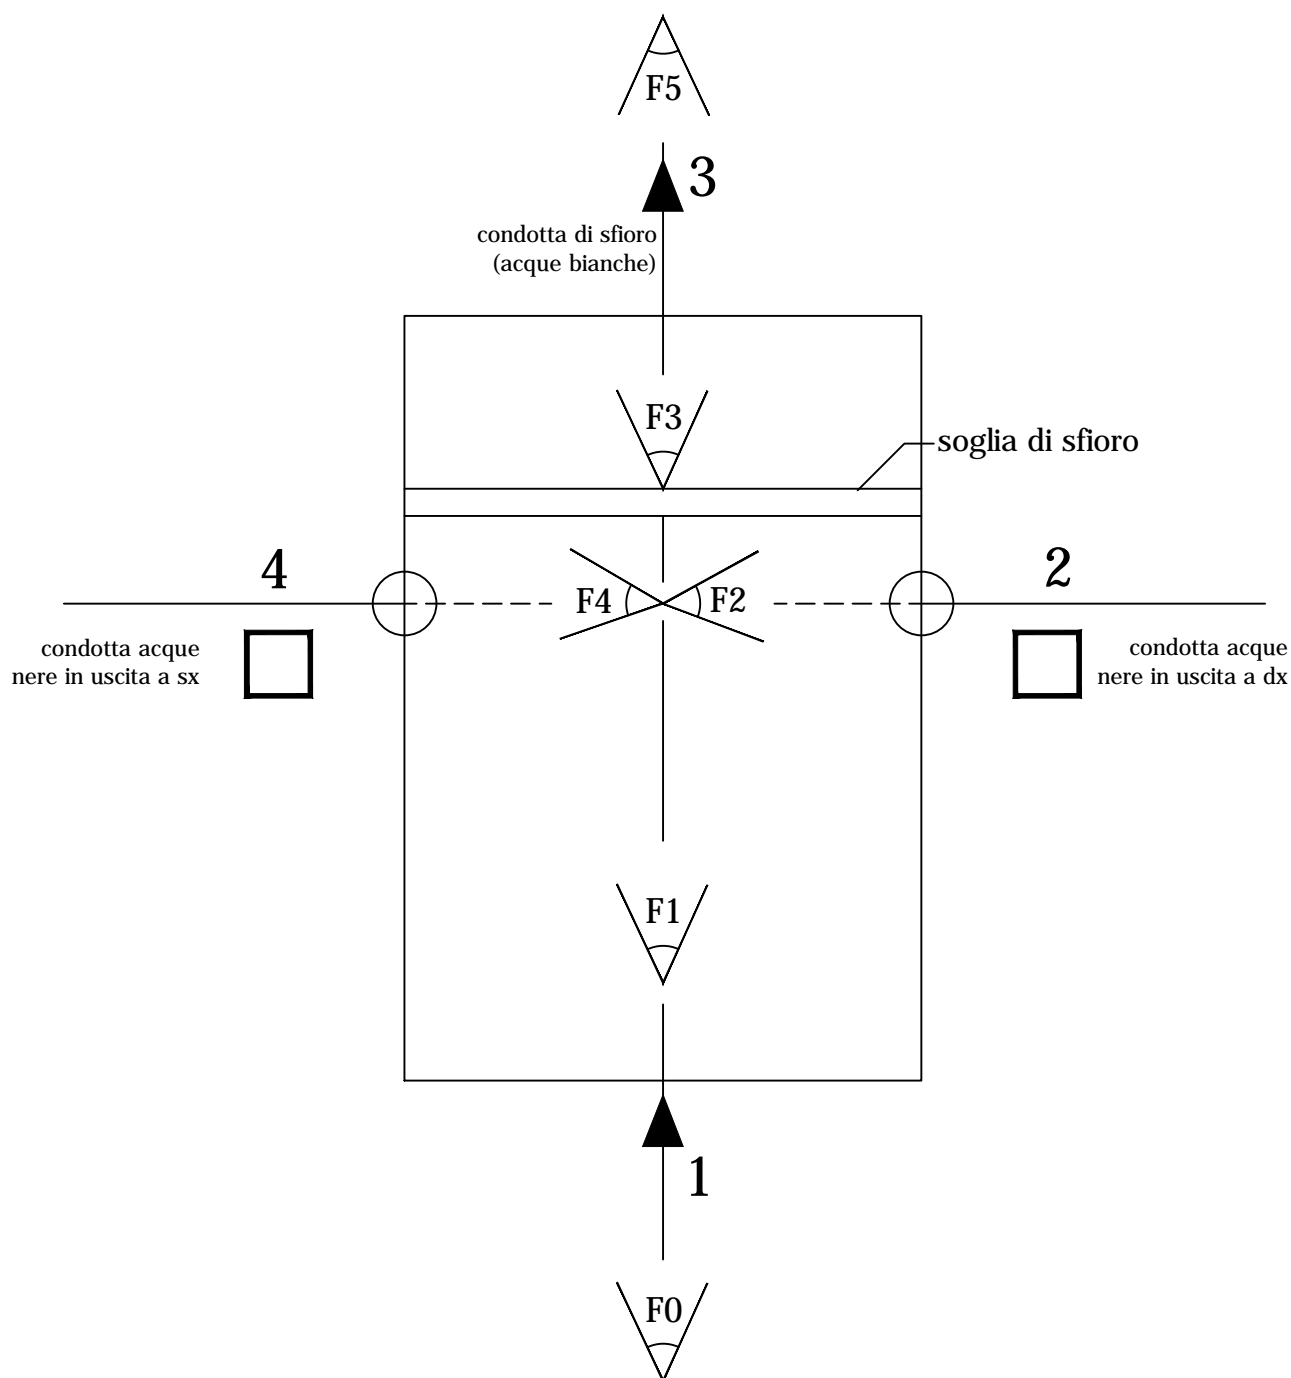 F5
3
condotta di sfioro
(acque bianche)
F3
soglia di sfioro
4
2
F4
F2
condotta acque
nere in uscita a sx
condotta acque
nere in uscita a dx
F1
1
F0